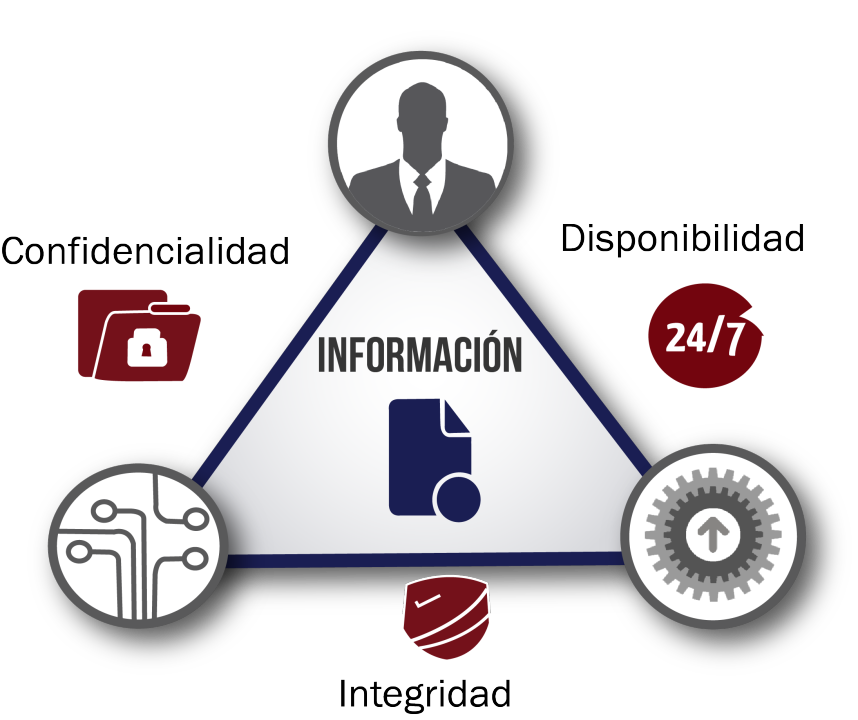 Disponibilidad
Confidencialidad
24/7
INFORMACIÓN
Integridad